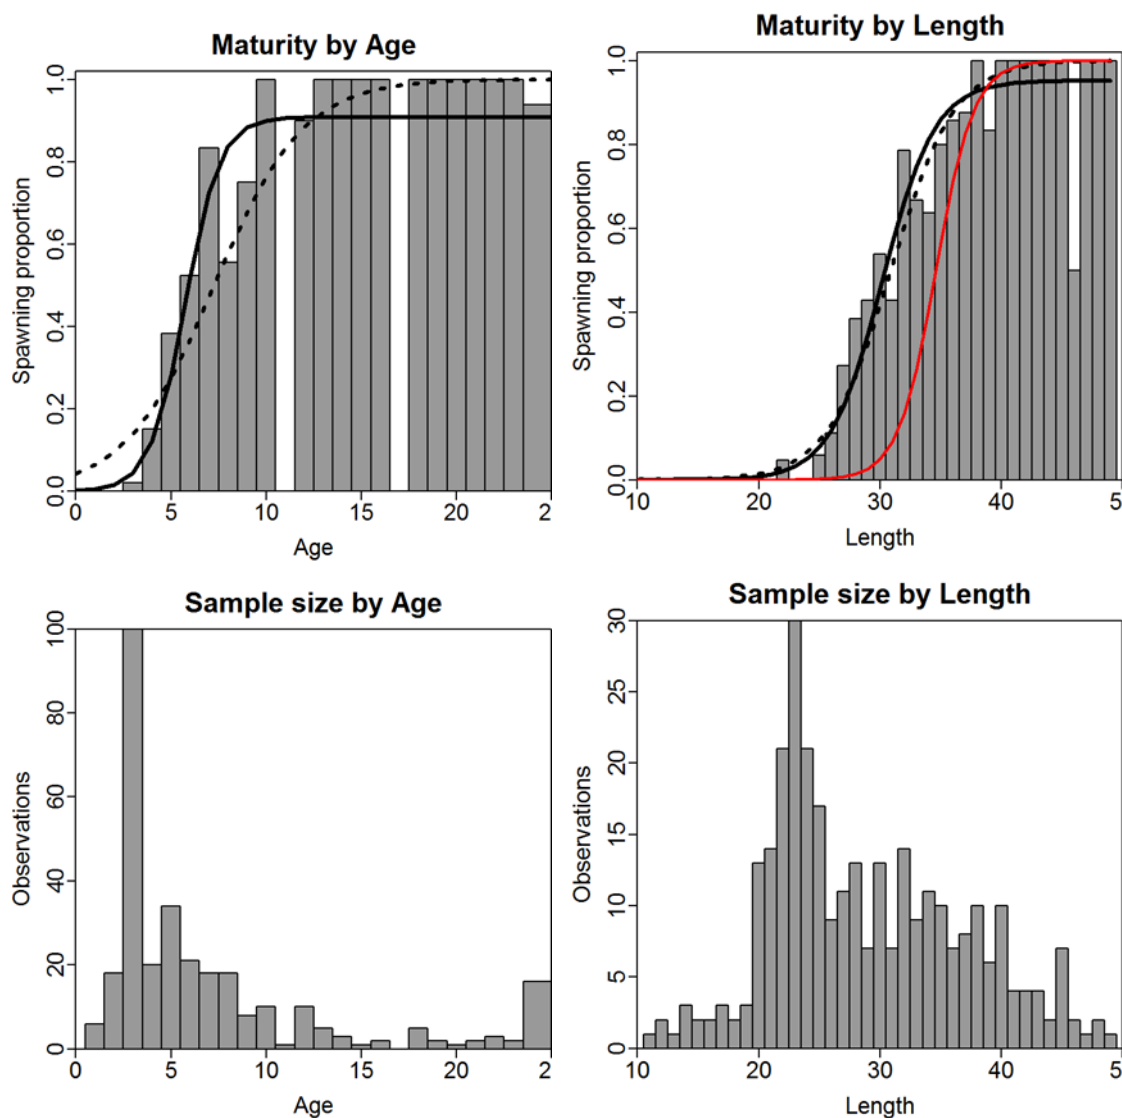 Maturity by Age
Spawning proportion
0.0 0.2 0.4 0.6 0.8 1.0
0 5 10 15 20 2
Age
Maturity by Length
Spawning proportion
0.0 0.2 0.4 0.6 0.8 1.0
10 20 30 40 5
Length
Sample size by Age
Observations
0 20 40 60 80 100
0 5 10 15 20 2
Age
Sample size by Length
Observations
0 5 10 15 20 25 30
10 20 30 40 5
Length